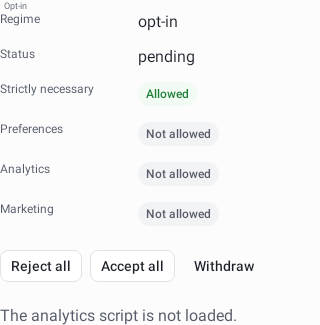 Opt-in
Regime opt-in
Status pending
Strictly necessary Allowed
Preferences Not allowed
Analytics Not allowed
Marketing Not allowed
Reject all Accept all Withdraw
The analytics script is not loaded.